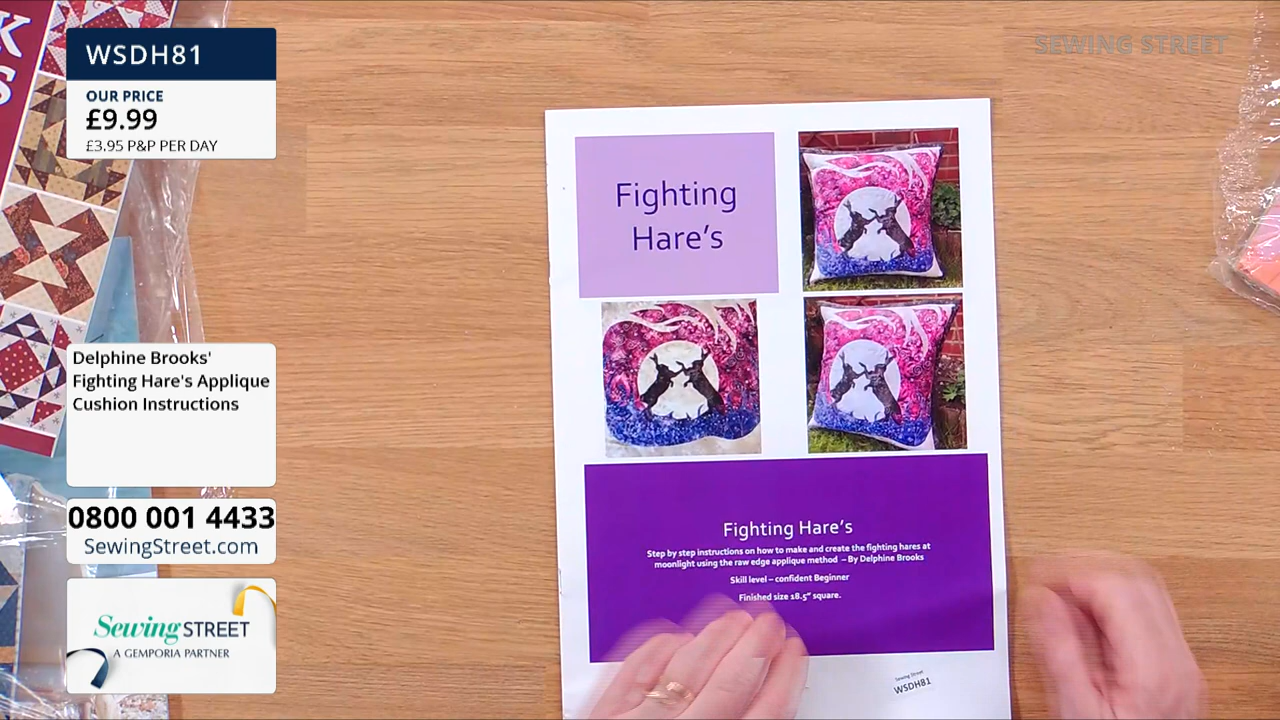 WSDH81
OUR PRICE
£9.99
£3.95 P&P PER DAY
Delphine Brooks'
Fighting Hare's Applique
Cushion Instructions
0800 001 4433
SewingStreet.com
Sewing STREET
A GEMPORIA PARTNER
SEWING STREET
K
S
Fighting
Hare's
Fighting Hare's
Step by step instructions on how to make and create the fighting hares at
moonlight using the raw edge applique method – By Delphine Brooks
Skill level – confident Beginner
Finished size 18.5" square.
Sewing Street
WSDH81